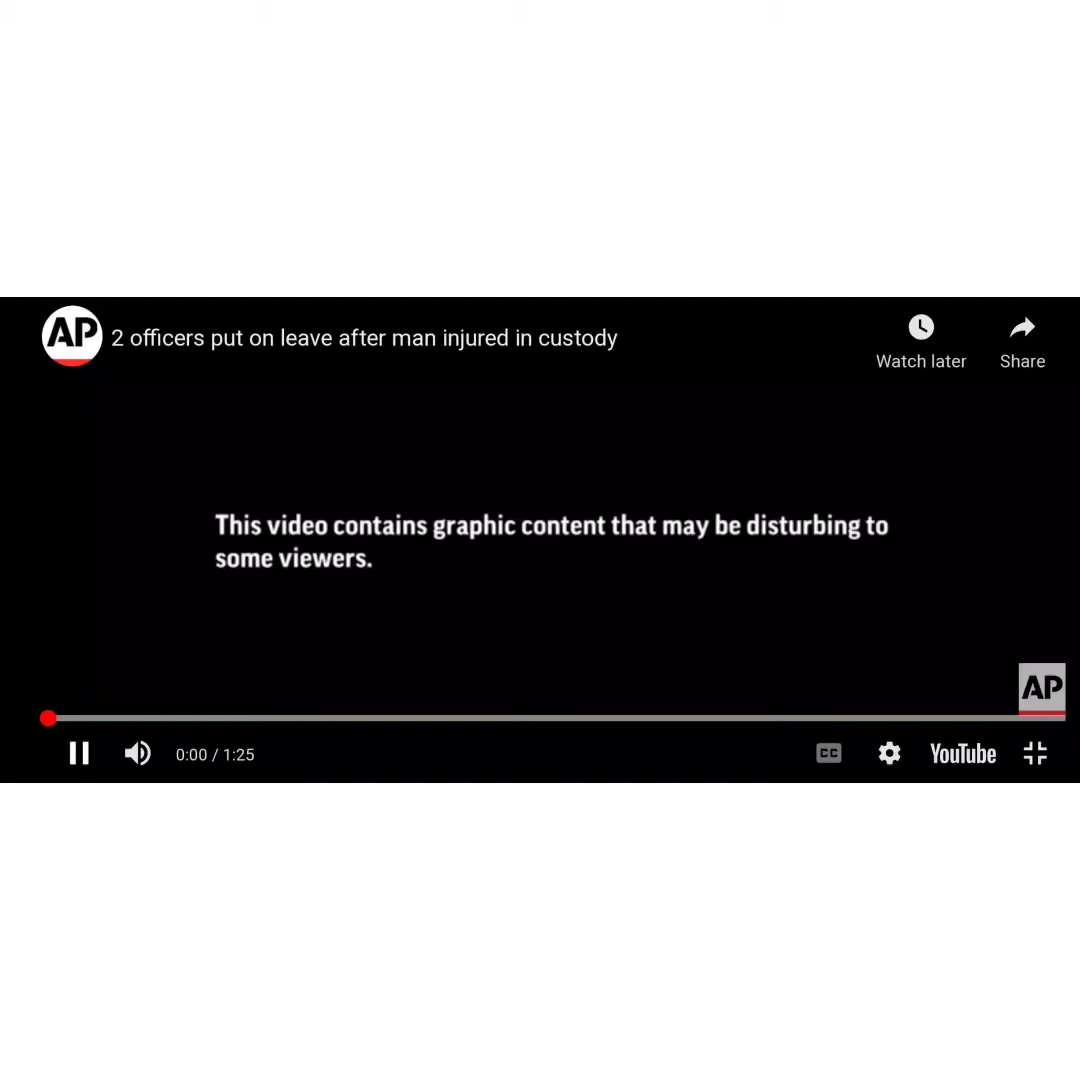 AP
2 officers put on leave after man injured in custody
Watch later
Share
This video contains graphic content that may be disturbing to
some viewers.
AP
0:00 / 1:25
CC
YouTube